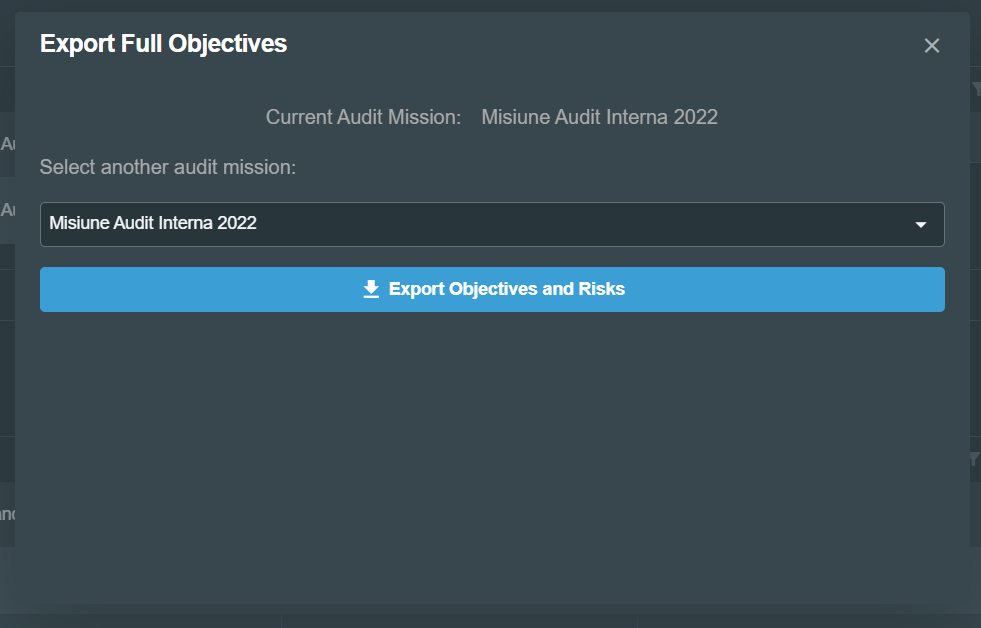 Export Full Objectives
Current Audit Mission: Misiune Audit Interna 2022
Select another audit mission:
Misiune Audit Interna 2022
Export Objectives and Risks